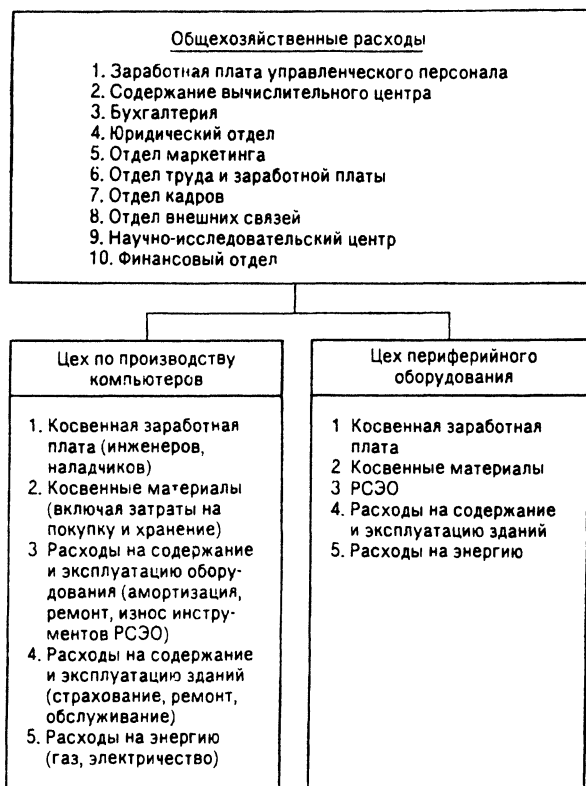 Общехозяйственные расходы
1. Заработная плата управленческого персонала
2. Содержание вычислительного центра
3. Бухгалтерия
4. Юридический отдел
5. Отдел маркетинга
6. Отдел труда и заработной платы
7. Отдел кадров
8. Отдел внешних связей
9. Научно-исследовательский центр
10. Финансовый отдел
Цех по производству
компьютеров
1. Косвенная заработная
плата (инженеров,
наладчиков)
2. Косвенные материалы
(включая затраты на
покупку и хранение)
3 Расходы на содержание
и эксплуатацию обору-
дования (амортизация,
ремонт, износ инстру-
ментов РСЭО)
4. Расходы на содержание
и эксплуатацию зданий
(страхование, ремонт,
обслуживание)
5. Расходы на энергию
(газ, электричество)
Цех периферийного
оборудования
1 Косвенная заработная
плата
2 Косвенные материалы
3 РСЭО
4. Расходы на содержание
и эксплуатацию зданий
5. Расходы на энергию